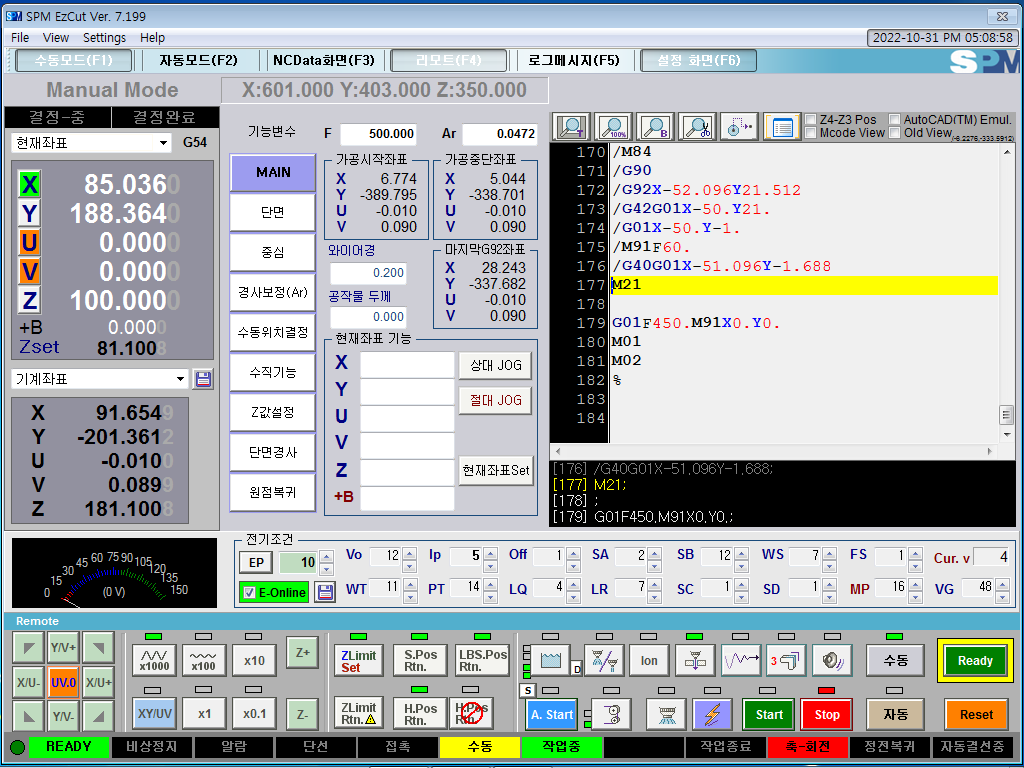 SPM EzCut Ver. 7.199
File View Settings Help
2022-10-31 PM 05:08:58
수동모드(F1) 자동모드(F2) NCData화면(F3) 리모트(F4) 로그메시지(F5) 설정 화면(F6) SPM
Manual Mode X:601.000 Y:403.000 Z:350.000
결정-중 결정완료
현재좌표 G54
X 85.0360
Y 188.3640
U 0.0000
V 0.0000
Z 100.0000
+B 0.0000
Zset 81.1008
기계좌표
X 91.6549
Y -201.3612
U -0.0100
V 0.0899
Z 181.1008
기능변수 F 500.000 Ar 0.0472
MAIN
단면
중심
경사보정(Ar)
수동위치결정
수직기능
Z값설정
단면경사
원점복귀
가공시작좌표
X 6.774
Y -389.795
U -0.010
V 0.090
가공중단좌표
X 5.044
Y -338.701
U -0.010
V 0.090
와이어경
0.200
공작물 두께
0.000
마지막G92좌표
X 28.243
Y -337.682
U -0.010
V 0.090
현재좌표 기능
X
Y
U
V
Z
+B
상대 JOG
절대 JOG
현재좌표Set
T 100% B
Z4-Z3 Pos AutoCAD(TM) Emul.
Mcode View Old View
/-6.2276,-333.5912)
170 /M84
171 /G90
172 /G92X-52.096Y21.512
173 /G42G01X-50.Y21.
174 /G01X-50.Y-1.
175 /M91F60.
176 /G40G01X-51.096Y-1.688
177 M21
178
179 G01F450.M91X0.Y0.
180 M01
181 M02
182 %
183
184
[176] /G40G01X-51.096Y-1.688;
[177] M21;
[178] ;
[179] G01F450.M91X0.Y0.;
0 15 30 45 60 75 90 105 120 135 150
(0 V)
전기조건
EP 10 Vo 12 Ip 5 Off 1 SA 2 SB 12 WS 7 FS 1 Cur. v 4
E-Online WT 11 PT 14 LQ 4 LR 7 SC 1 SD 1 MP 16 VG 48
Remote
Y/V+ x1000 x100 x10 Z+ ZLimit Set S.Pos Rtn. LBS.Pos Rtn. D Ion 3 수동 Ready
X/U- UV.0 X/U+
Y/V- XY/UV x1 x0.1 Z- ZLimit Rtn. H.Pos Rtn. H.Pos Rtn. S A. Start Start Stop 자동 Reset
READY 비상정지 알람 단선 접촉 수동 작업중 작업종료 축-회전 정전복귀 자동결선중